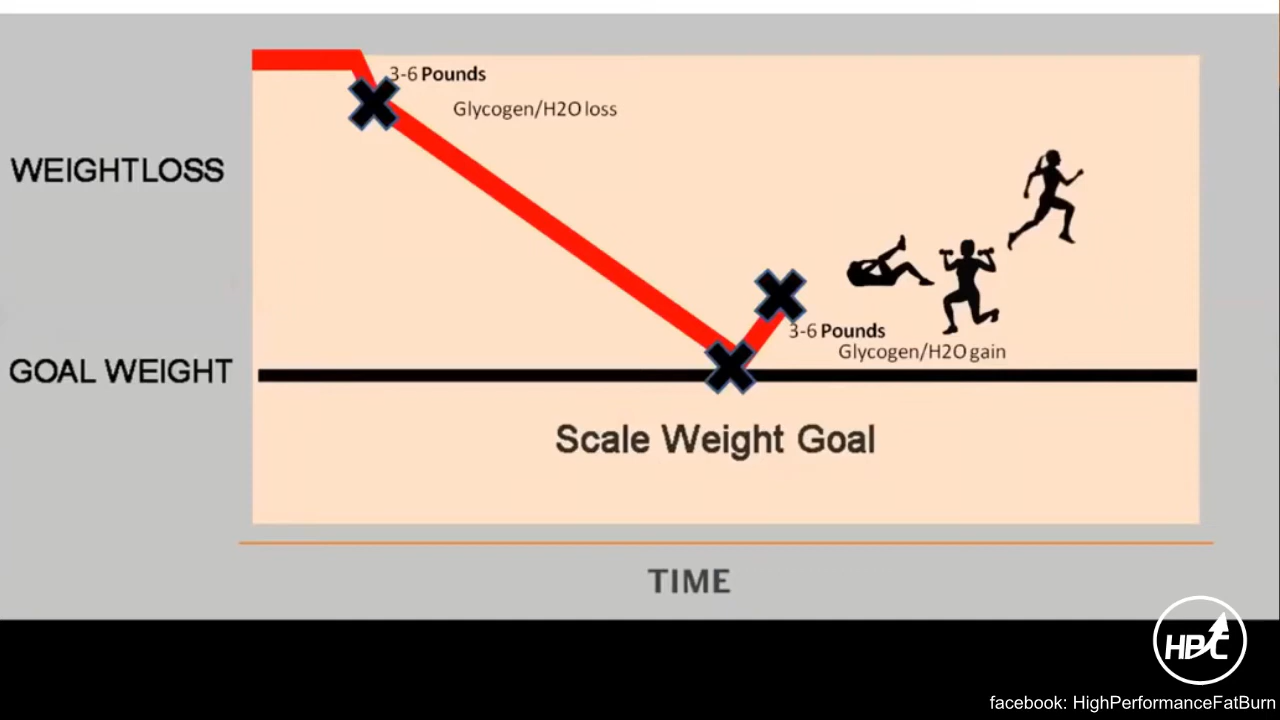 3-6 Pounds
Glycogen/H2O loss
WEIGHTLOSS
3-6 Pounds
Glycogen/H2O gain
GOAL WEIGHT
Scale Weight Goal
TIME
HPC
facebook: HighPerformanceFatBurn